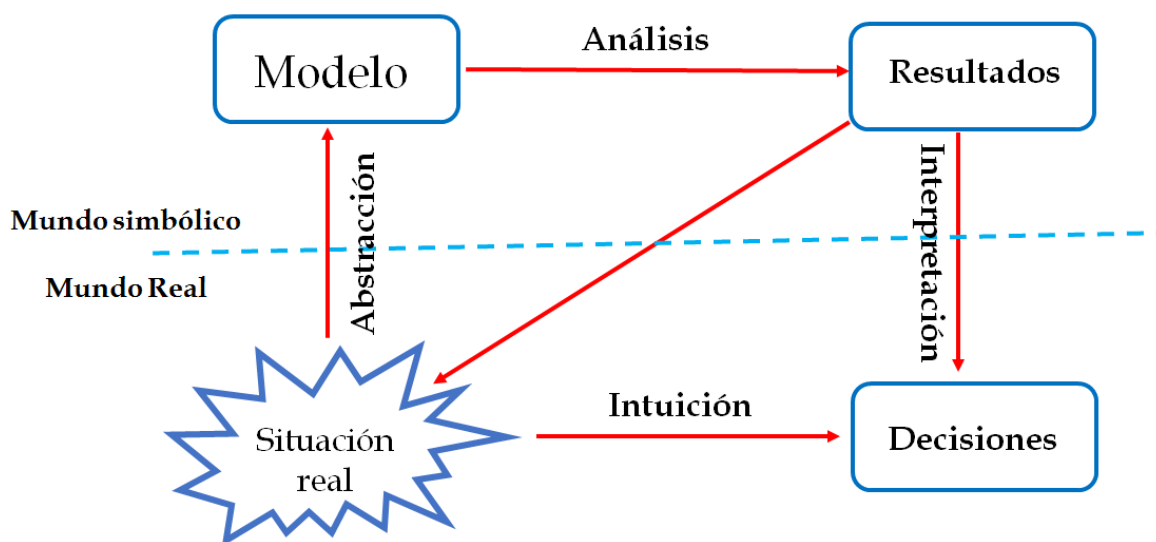 Modelo
Análisis
Resultados
Abstracción
Interpretación
Mundo simbólico
Mundo Real
Situación
real
Intuición
Decisiones